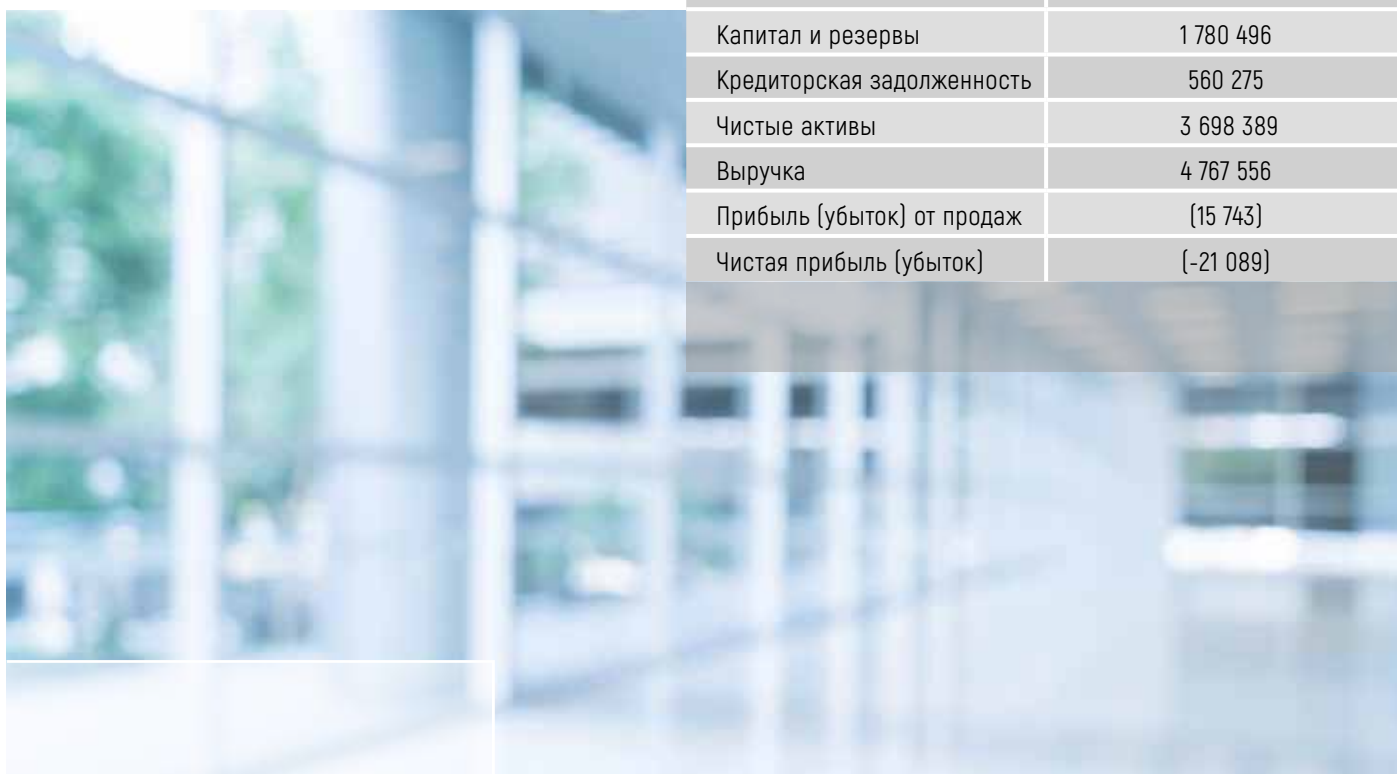 Капитал и резервы 1 780 496
Кредиторская задолженность 560 275
Чистые активы 3 698 389
Выручка 4 767 556
Прибыль (убыток) от продаж (15 743)
Чистая прибыль (убыток) (-21 089)